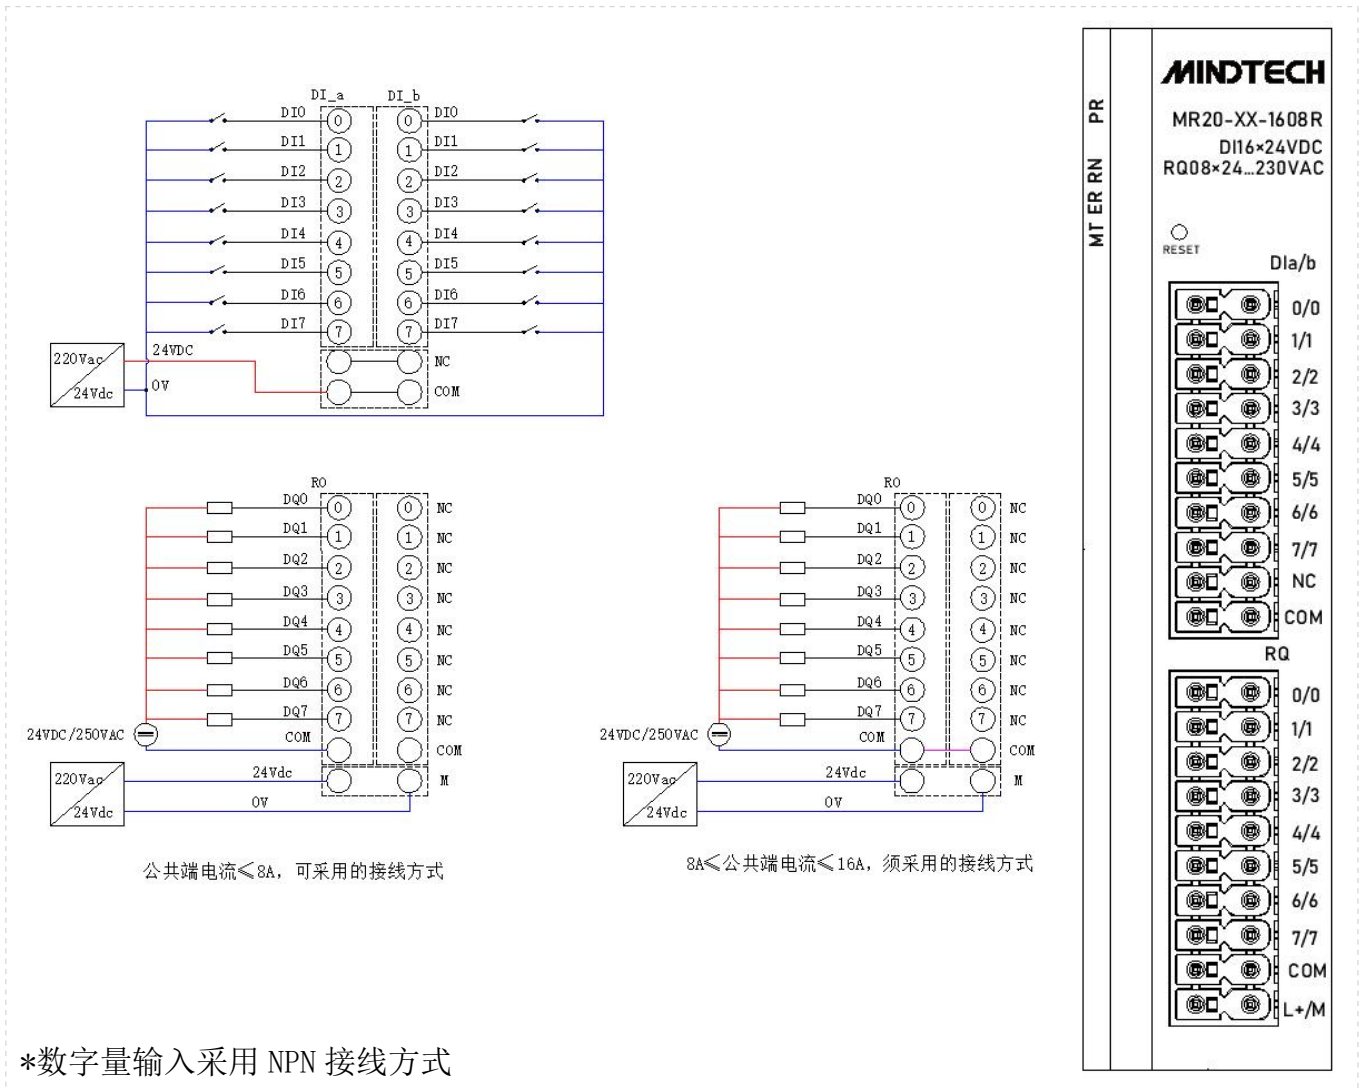 DI_a DI_b
DI0 0 0 DI0
DI1 1 1 DI1
DI2 2 2 DI2
DI3 3 3 DI3
DI4 4 4 DI4
DI5 5 5 DI5
DI6 6 6 DI6
DI7 7 7 DI7
220Vac 24VDC NC
24Vdc 0V COM
RO
DQ0 0 0 NC
DQ1 1 1 NC
DQ2 2 2 NC
DQ3 3 3 NC
DQ4 4 4 NC
DQ5 5 5 NC
DQ6 6 6 NC
DQ7 7 7 NC
24VDC/250VAC COM COM
220Vac 24Vdc M
24Vdc 0V
公共端电流≤8A，可采用的接线方式
RO
DQ0 0 0 NC
DQ1 1 1 NC
DQ2 2 2 NC
DQ3 3 3 NC
DQ4 4 4 NC
DQ5 5 5 NC
DQ6 6 6 NC
DQ7 7 7 NC
24VDC/250VAC COM COM
220Vac 24Vdc M
24Vdc 0V
8A≤公共端电流≤16A，须采用的接线方式
*数字量输入采用 NPN 接线方式
MT ER RN PR
MINDTECH
MR20-XX-1608R
DI16×24VDC
RQ08×24...230VAC
RESET
DIa/b
0/0
1/1
2/2
3/3
4/4
5/5
6/6
7/7
NC
COM
RQ
0/0
1/1
2/2
3/3
4/4
5/5
6/6
7/7
COM
L+/M